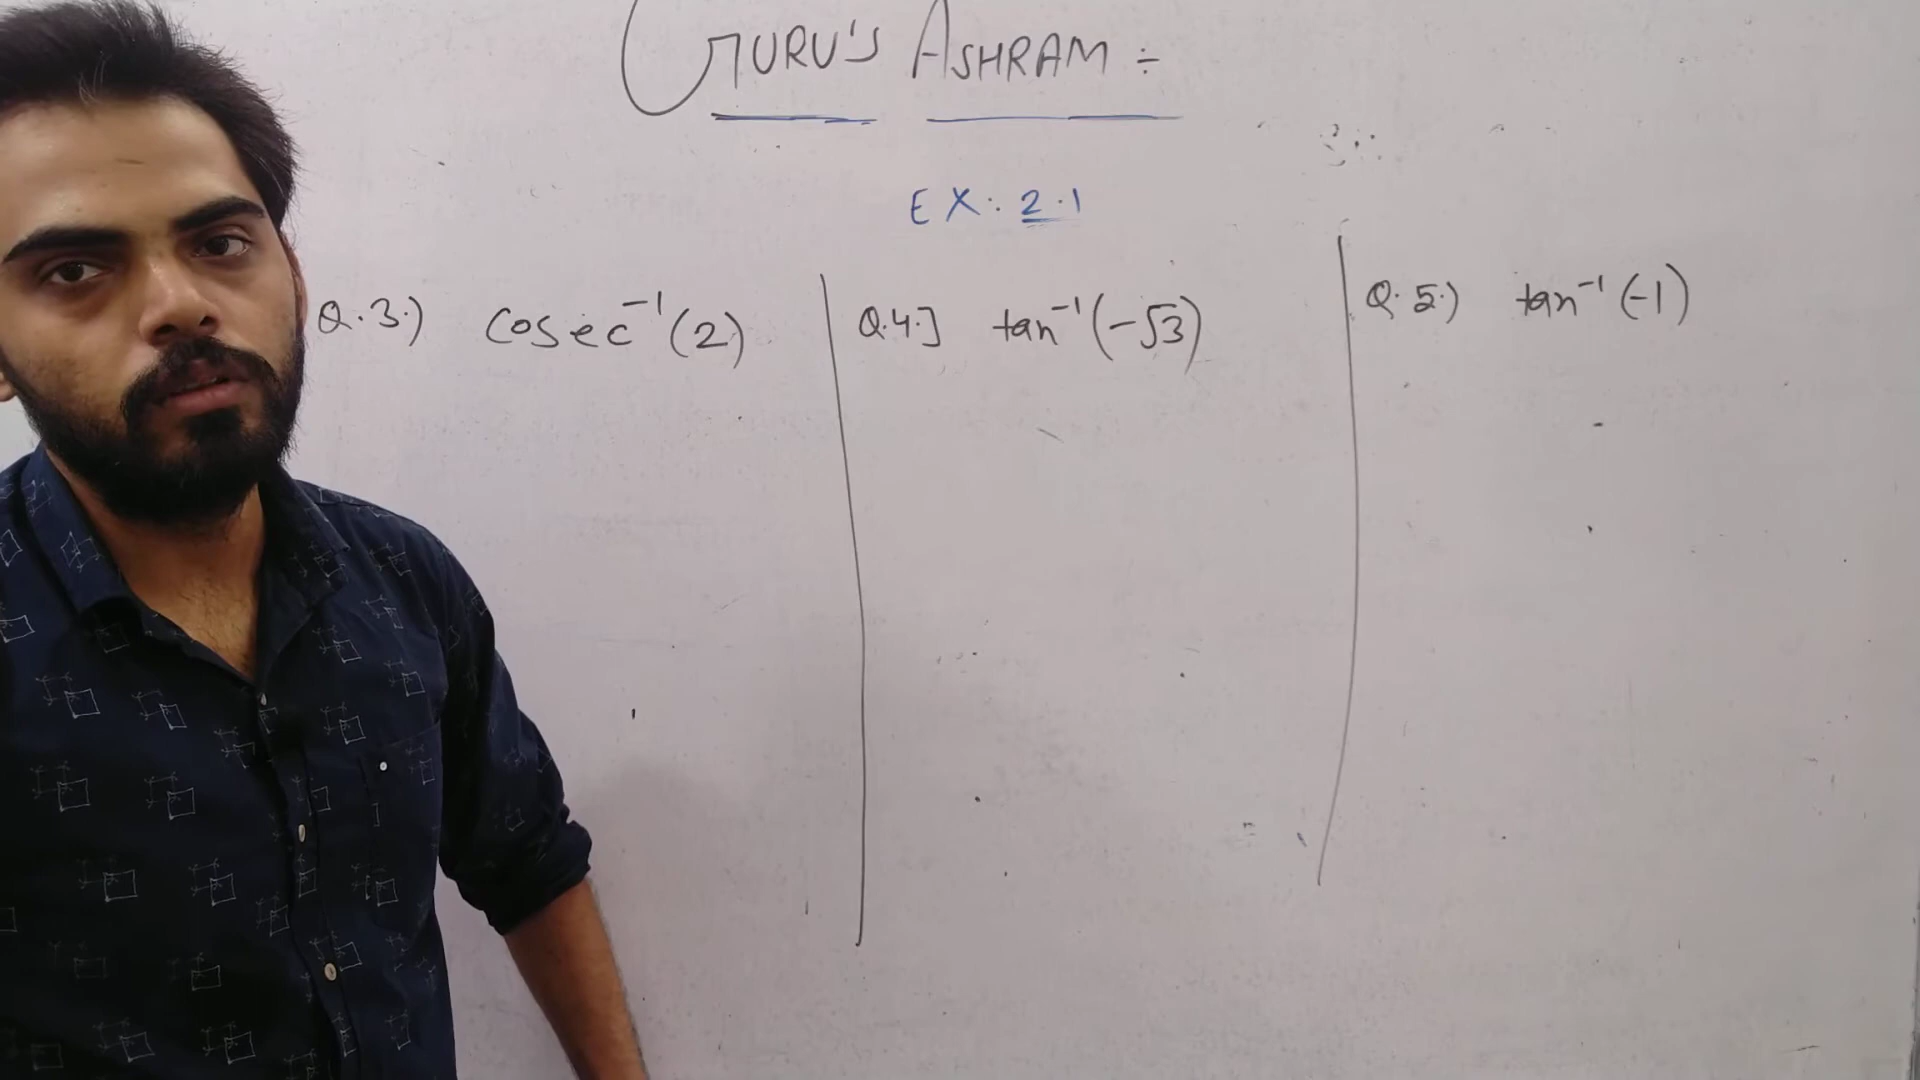 GURU'S ASHRAM ÷
EX: 2.1
Q.3.) Cosec⁻¹(2)
Q.4.] tan⁻¹(-√3)
Q.5.) tan⁻¹(-1)